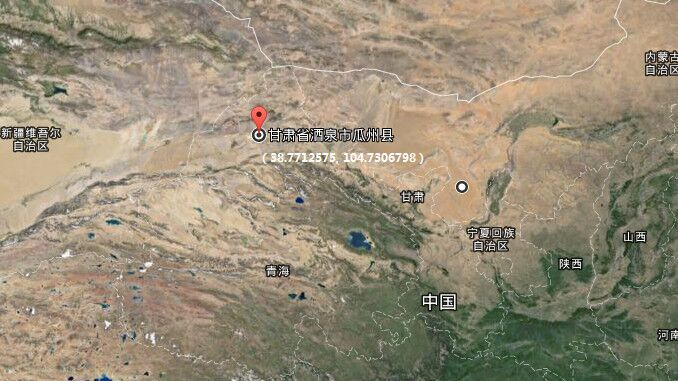 内蒙古
自治区
新疆维吾尔
自治区
甘肃省酒泉市瓜州县
( 38.7712575, 104.7306798 )
甘肃
宁夏回族
自治区
山西
陕西
青海
中国
河南